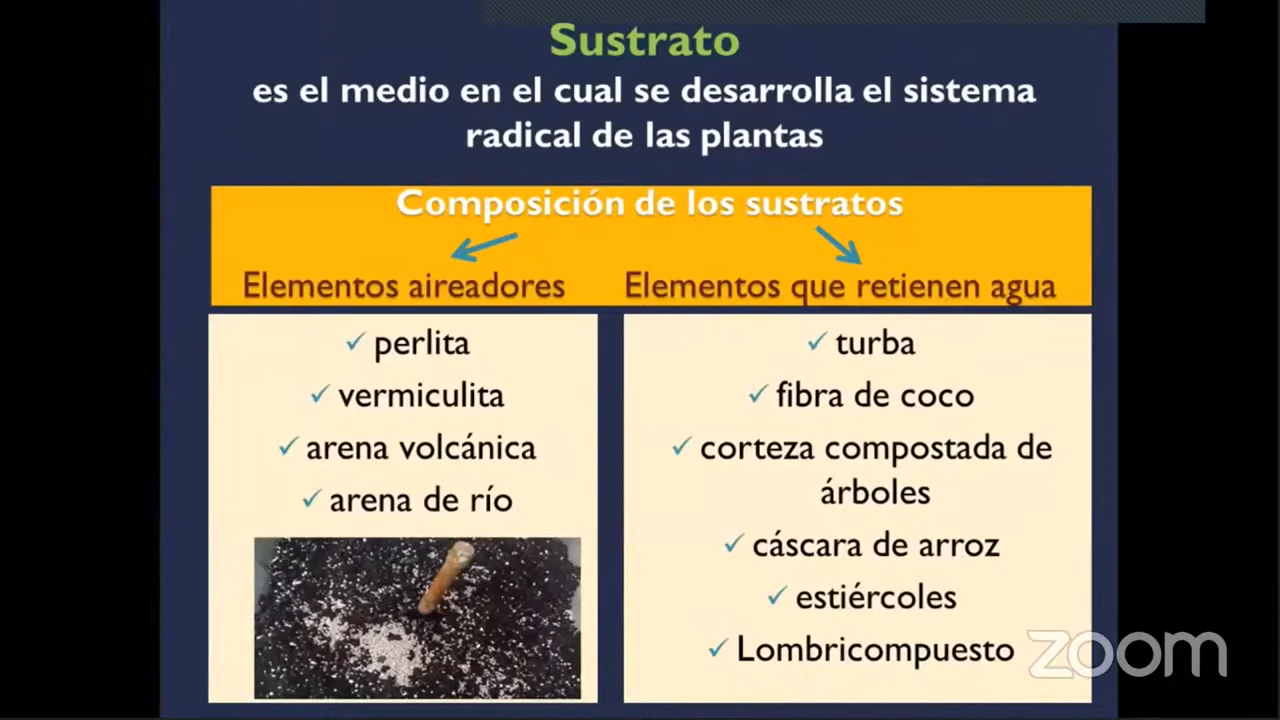 Sustrato
es el medio en el cual se desarrolla el sistema
radical de las plantas
Composición de los sustratos
Elementos aireadores
Elementos que retienen agua
✓ perlita
✓ vermiculita
✓ arena volcánica
✓ arena de río
✓ turba
✓ fibra de coco
✓ corteza compostada de
árboles
✓ cáscara de arroz
✓ estiércoles
✓ Lombricompuesto
zoom